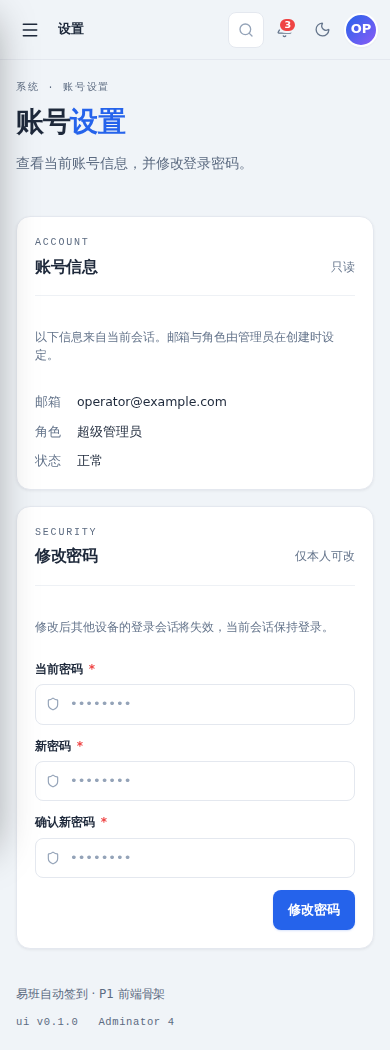 设置
3
OP
系统 · 账号设置
账号设置
查看当前账号信息，并修改登录密码。
ACCOUNT
账号信息
只读
以下信息来自当前会话。邮箱与角色由管理员在创建时设
定。
邮箱 operator@example.com
角色 超级管理员
状态 正常
SECURITY
修改密码
仅本人可改
修改后其他设备的登录会话将失效，当前会话保持登录。
当前密码 *
••••••••
新密码 *
••••••••
确认新密码 *
••••••••
修改密码
易班自动签到 · P1 前端骨架
ui v0.1.0 Adminator 4